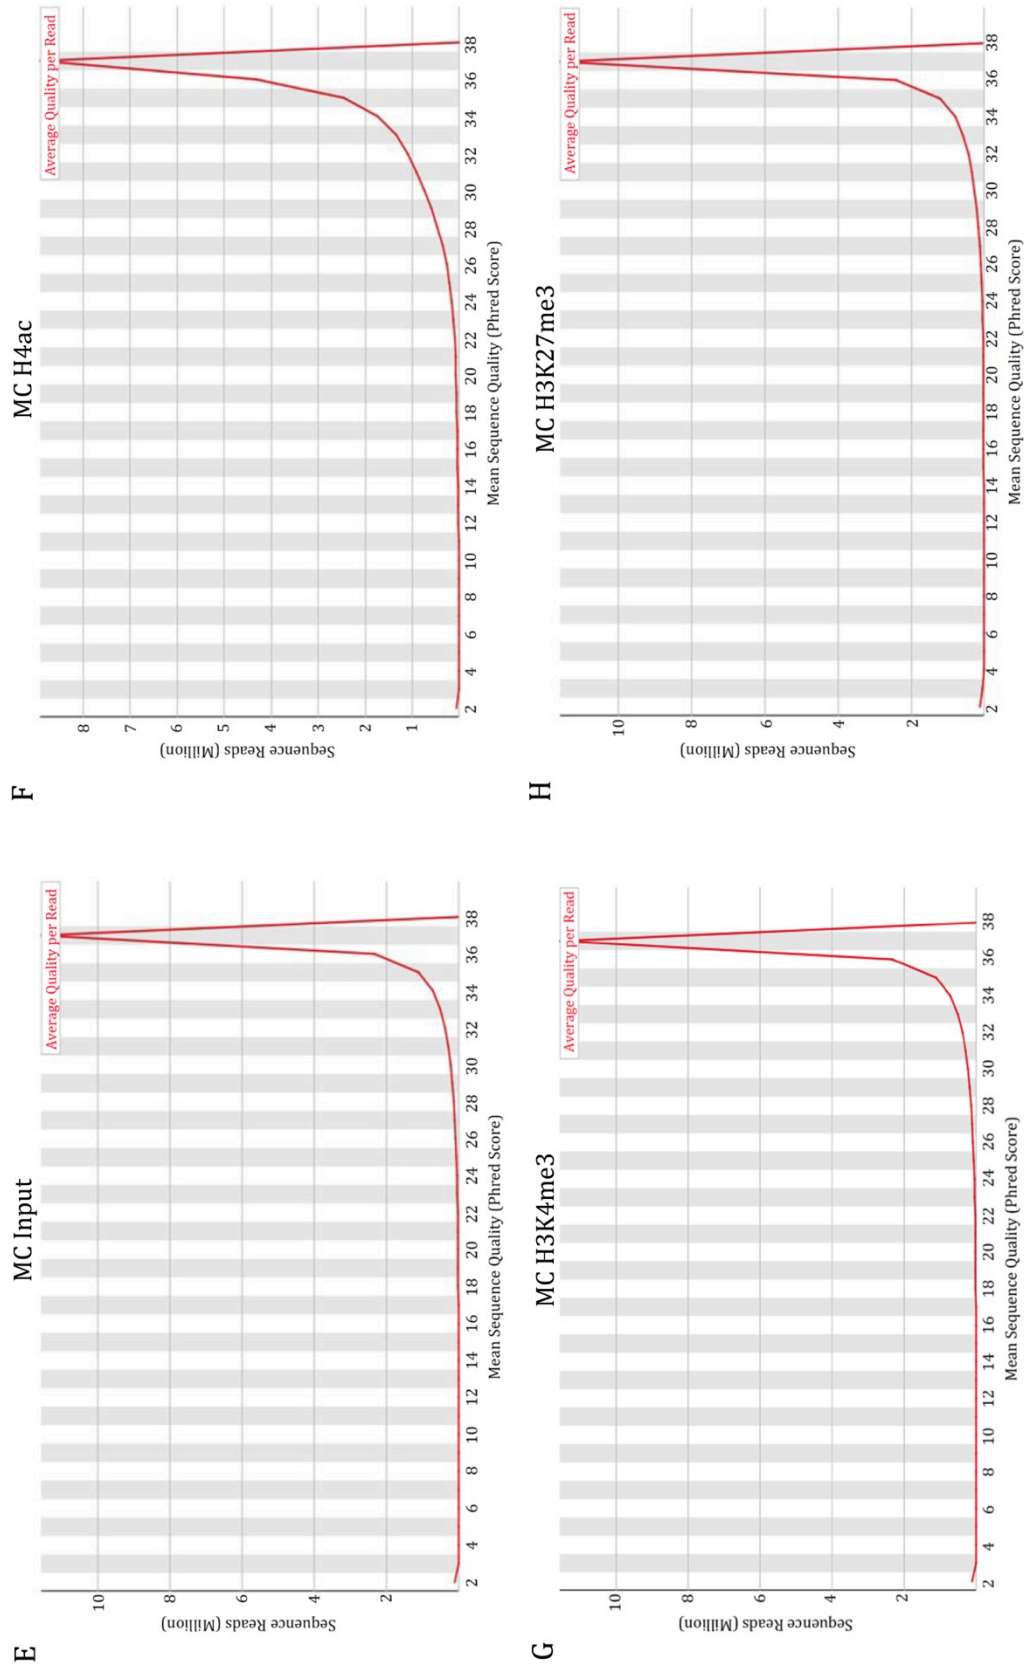 E
MC Input
Average Quality per Read
10
8
6
4
2
Sequence Reads (Million)
2 4 6 8 10 12 14 16 18 20 22 24 26 28 30 32 34 36 38
Mean Sequence Quality (Phred Score)
F
MC H4ac
Average Quality per Read
8
7
6
5
4
3
2
1
Sequence Reads (Million)
2 4 6 8 10 12 14 16 18 20 22 24 26 28 30 32 34 36 38
Mean Sequence Quality (Phred Score)
G
MC H3K4me3
Average Quality per Read
10
8
6
4
2
Sequence Reads (Million)
2 4 6 8 10 12 14 16 18 20 22 24 26 28 30 32 34 36 38
Mean Sequence Quality (Phred Score)
H
MC H3K27me3
Average Quality per Read
10
8
6
4
2
Sequence Reads (Million)
2 4 6 8 10 12 14 16 18 20 22 24 26 28 30 32 34 36 38
Mean Sequence Quality (Phred Score)